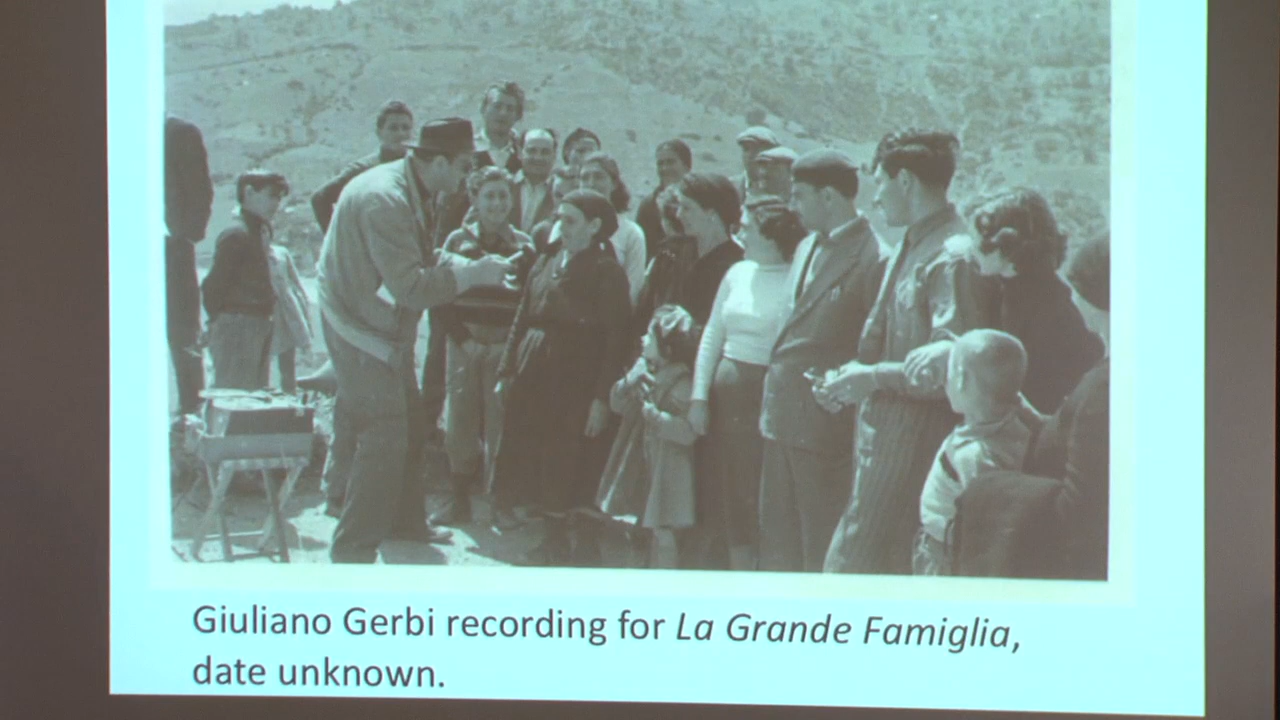 Giuliano Gerbi recording for La Grande Famiglia,
date unknown.